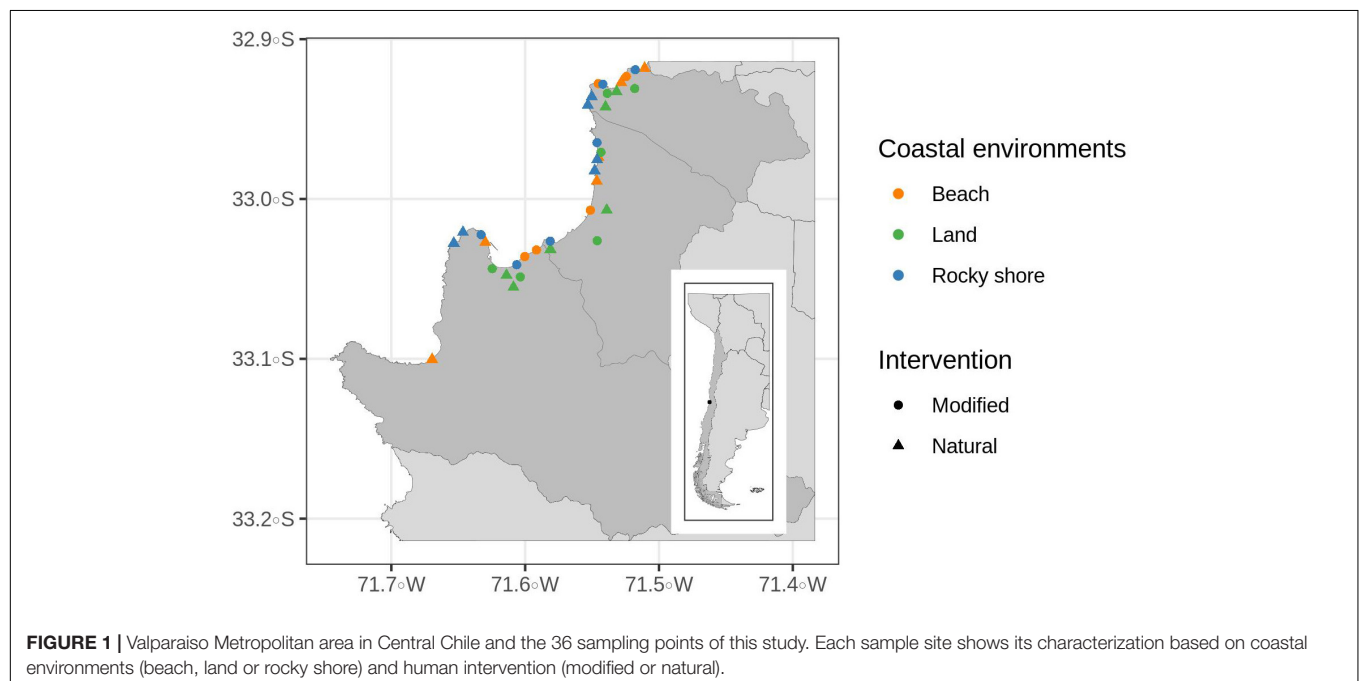 32.9°S
33.0°S
33.1°S
33.2°S
71.7°W 71.6°W 71.5°W 71.4°W
Coastal environments
Beach
Land
Rocky shore
Intervention
Modified
Natural
FIGURE 1 | Valparaiso Metropolitan area in Central Chile and the 36 sampling points of this study. Each sample site shows its characterization based on coastal
environments (beach, land or rocky shore) and human intervention (modified or natural).